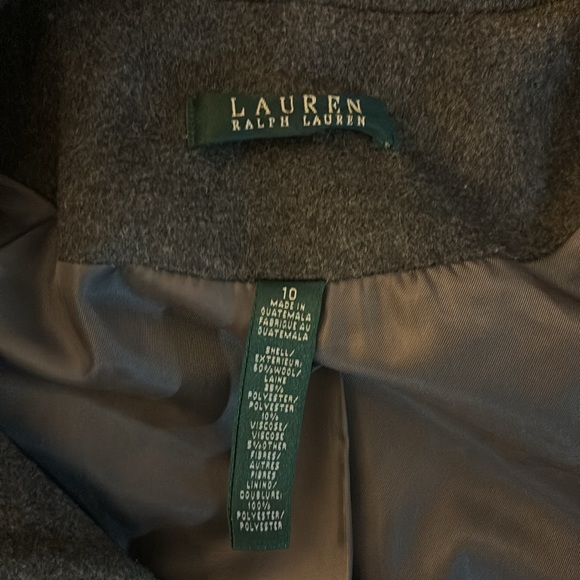 LAUREN
RALPH LAUREN
10
MADE IN
GUATEMALA
FABRIQUE AU
GUATEMALA
SHELL/
EXTERIEUR:
60%WOOL/
LAINE
25%
POLYESTER/
POLYESTER
10%
VISCOSE/
VISCOSE
5%OTHER
FIBRES/
AUTRES
FIBRES
LINING/
DOUBLURE:
100%
POLYESTER/
POLYESTER